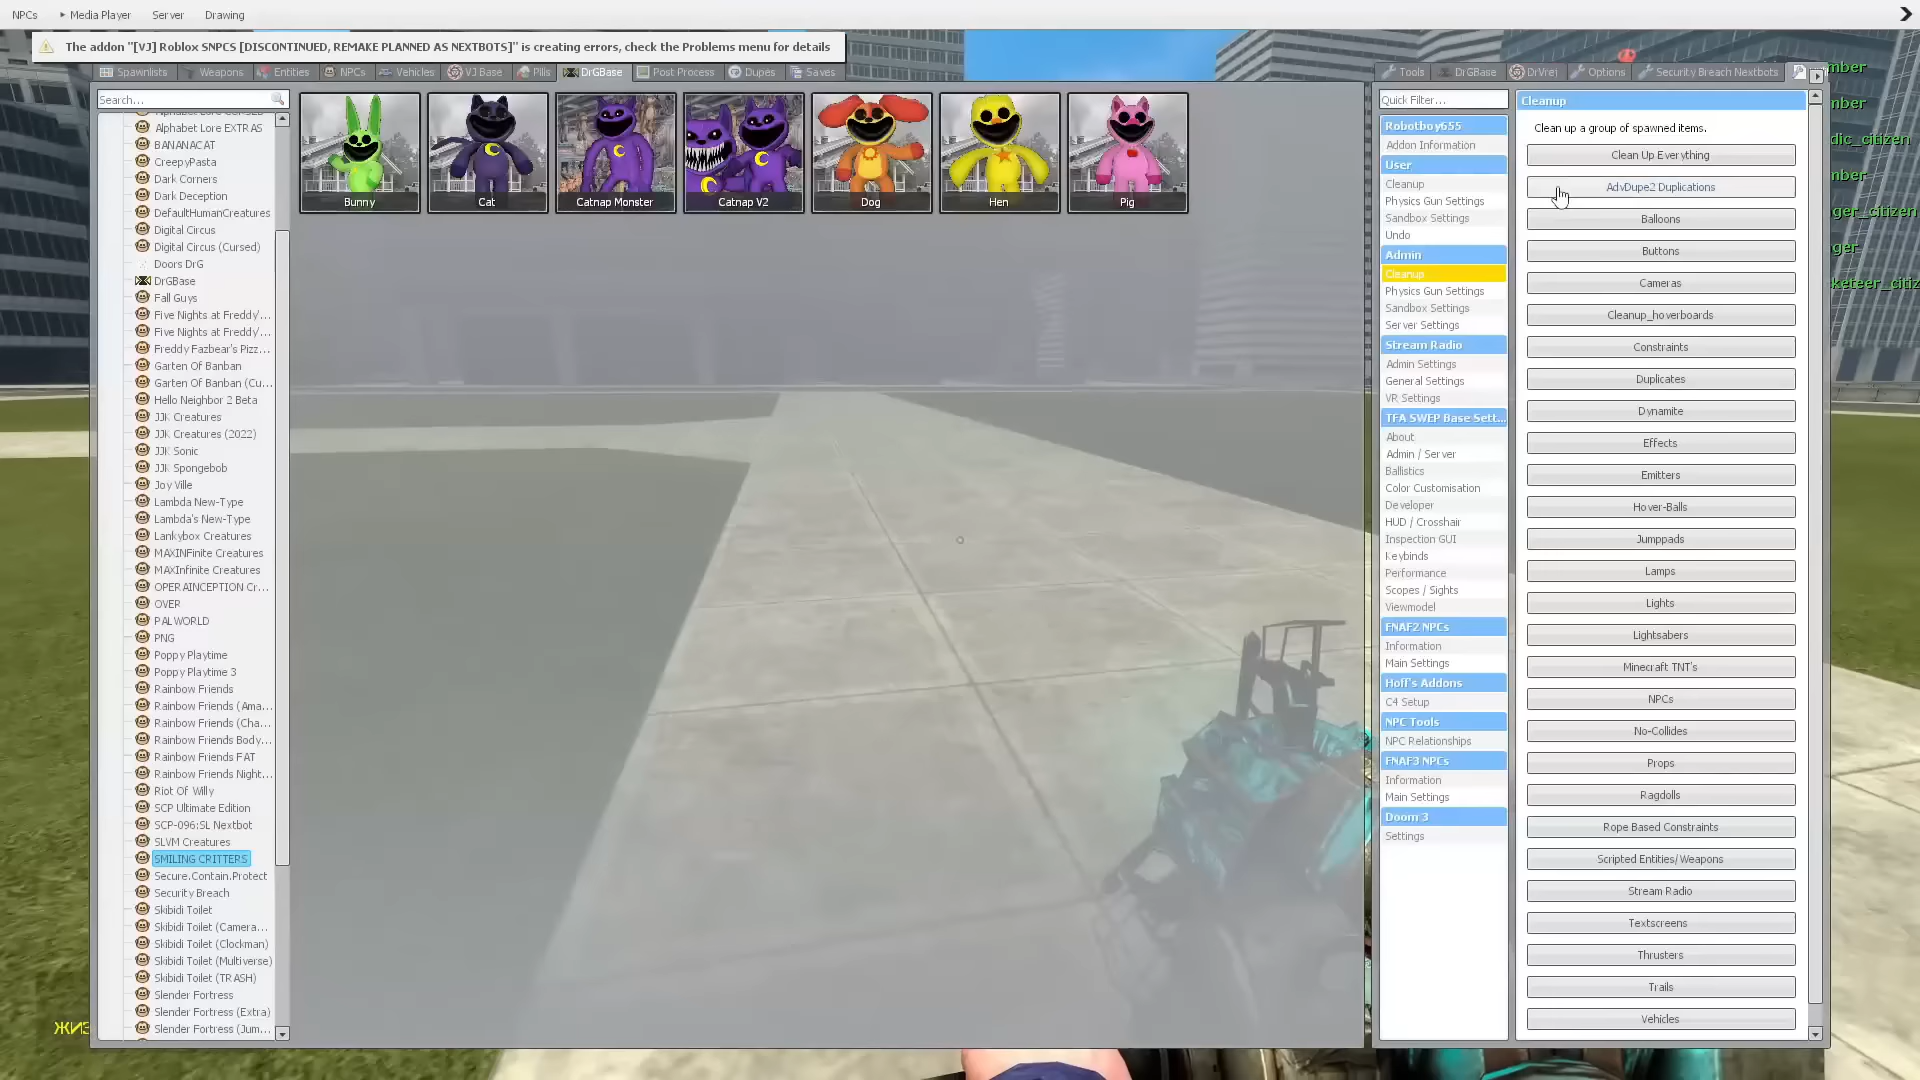 NPCs
Media Player
Server
Drawing
The addon "[VJ] Roblox SNPCS [DISCONTINUED, REMAKE PLANNED AS NEXTBOTS]" is creating errors, check the Problems menu for details
Spawnlists
Weapons
Entities
NPCs
Vehicles
VJ Base
Pills
DrGBase
Post Process
Dupes
Saves
Tools
DrGBase
DrVrej
Options
Security Breach Nextbots
Search...
Alphabet Lore EXTRAS
BANANACAT
CreepyPasta
Dark Corners
Dark Deception
DefaultHumanCreatures
Digital Circus
Digital Circus (Cursed)
Doors DrG
DrGBase
Fall Guys
Five Nights at Freddy'...
Five Nights at Freddy'...
Freddy Fazbear's Pizz...
Garten Of Banban
Garten Of Banban (Cu...
Hello Neighbor 2 Beta
JJK Creatures
JJK Creatures (2022)
JJK Sonic
JJK Spongebob
Joy Ville
Lambda New-Type
Lambda's New-Type
Lankybox Creatures
MAXINFinite Creatures
MAXInfinite Creatures
OPERAINCEPTION Cr...
OVER
PALWORLD
PNG
Poppy Playtime
Poppy Playtime 3
Rainbow Friends
Rainbow Friends (Ama...
Rainbow Friends (Cha...
Rainbow Friends Body...
Rainbow Friends FAT
Rainbow Friends Night...
Riot Of Willy
SCP Ultimate Edition
SCP-096:SL Nextbot
SLVM Creatures
SMILING CRITTERS
Secure.Contain.Protect
Security Breach
Skibidi Toilet
Skibidi Toilet (Camera...
Skibidi Toilet (Clockman)
Skibidi Toilet (Multiverse)
Skibidi Toilet (TRASH)
Slender Fortress
Slender Fortress (Extra)
Slender Fortress (Jum...
Bunny
Cat
Catnap Monster
Catnap V2
Dog
Hen
Pig
Quick Filter...
Robotboy655
Addon Information
User
Cleanup
Physics Gun Settings
Sandbox Settings
Undo
Admin
Cleanup
Physics Gun Settings
Sandbox Settings
Server Settings
Stream Radio
Admin Settings
General Settings
VR Settings
TFA SWEP Base Sett...
About
Admin / Server
Ballistics
Color Customisation
Developer
HUD / Crosshair
Inspection GUI
Keybinds
Performance
Scopes / Sights
Viewmodel
FNAF2 NPCs
Information
Main Settings
Hoff's Addons
C4 Setup
NPC Tools
NPC Relationships
FNAF3 NPCs
Information
Main Settings
Doom 3
Settings
Cleanup
Clean up a group of spawned items.
Clean Up Everything
AdvDupe2 Duplications
Balloons
Buttons
Cameras
Cleanup_hoverboards
Constraints
Duplicates
Dynamite
Effects
Emitters
Hover-Balls
Jumppads
Lamps
Lights
Lightsabers
Minecraft TNT's
NPCs
No-Collides
Props
Ragdolls
Rope Based Constraints
Scripted Entities/Weapons
Stream Radio
Textscreens
Thrusters
Trails
Vehicles
mber
mber
dic_citizen
mber
ger_citizen
ger
keteer_citiz
ЖИЗ